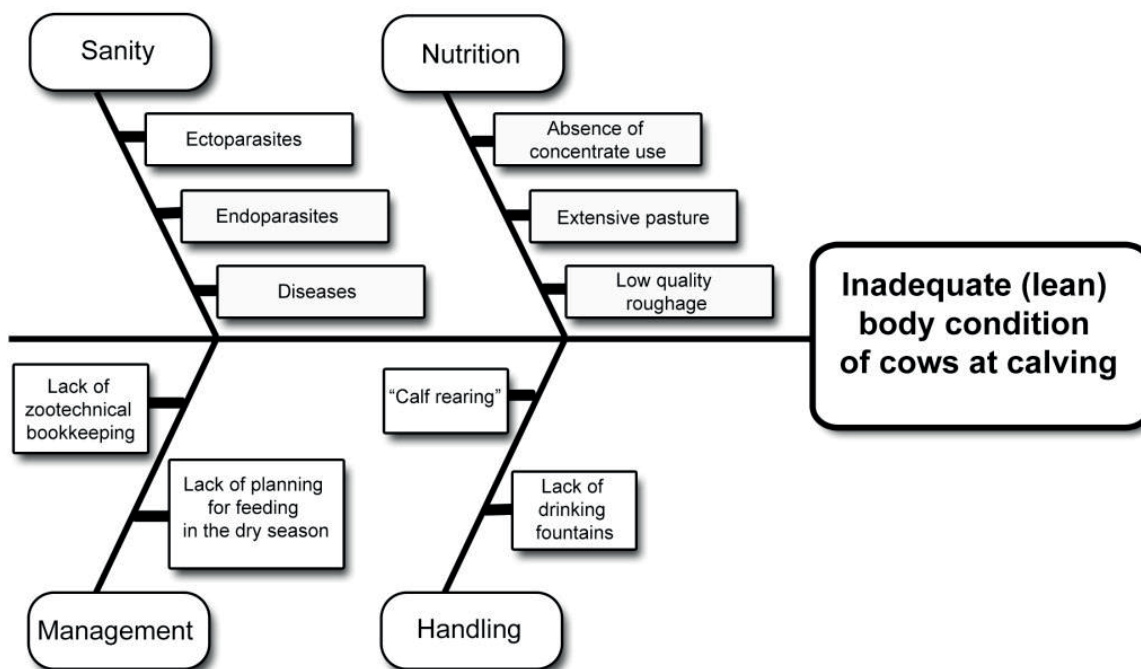 Sanity
Nutrition
Ectoparasites
Absence of
concentrate use
Endoparasites
Extensive pasture
Diseases
Low quality
roughage
Inadequate (lean)
body condition
of cows at calving
Lack of
zootechnical
bookkeeping
“Calf rearing”
Lack of planning
for feeding
in the dry season
Lack of
drinking
fountains
Management
Handling